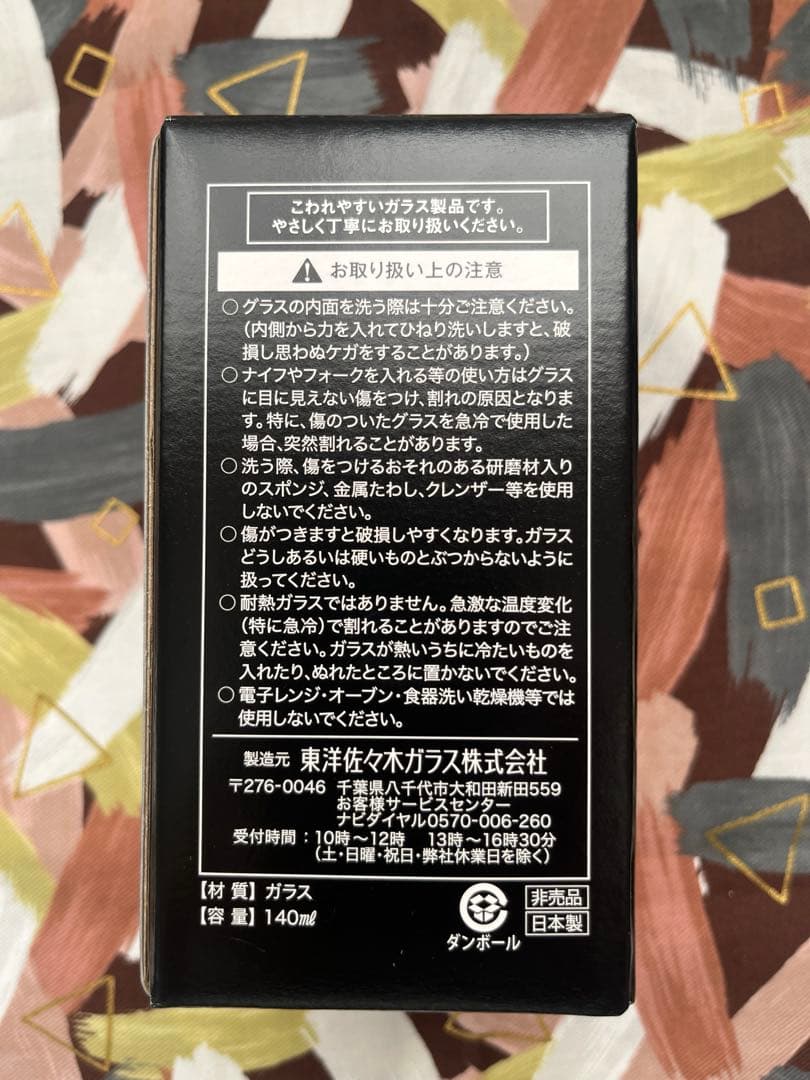 こわれやすいガラス製品です。
やさしく丁寧にお取り扱いください。
お取り扱い上の注意
○グラスの内面を洗う際は十分ご注意ください。
(内側から力を入れてひねり洗いしますと、破
損し思わぬケガをすることがあります。)
○ナイフやフォークを入れる等の使い方はグラス
に目に見えない傷をつけ、割れの原因となりま
す。特に、傷のついたグラスを急冷で使用した
場合、突然割れることがあります。
○洗う際、傷をつけるおそれのある研磨材入り
のスポンジ、金属たわし、クレンザー等を使用
しないでください。
○傷がつきますと破損しやすくなります。ガラス
どうしあるいは硬いものとぶつからないように
扱ってください。
○耐熱ガラスではありません。急激な温度変化
(特に急冷)で割れることがありますのでご注
意ください。ガラスが熱いうちに冷たいものを
入れたり、ぬれたところに置かないでください。
○電子レンジ・オーブン・食器洗い乾燥機等では
使用しないでください。
製造元 東洋佐々木ガラス株式会社
〒276-0046 千葉県八千代市大和田新田559
お客様サービスセンター
ナビダイヤル0570-006-260
受付時間：10時～12時 13時～16時30分
(土・日曜・祝日・弊社休業日を除く)
【材 質】ガラス
【容 量】140㎖
ダンボール
非売品
日本製